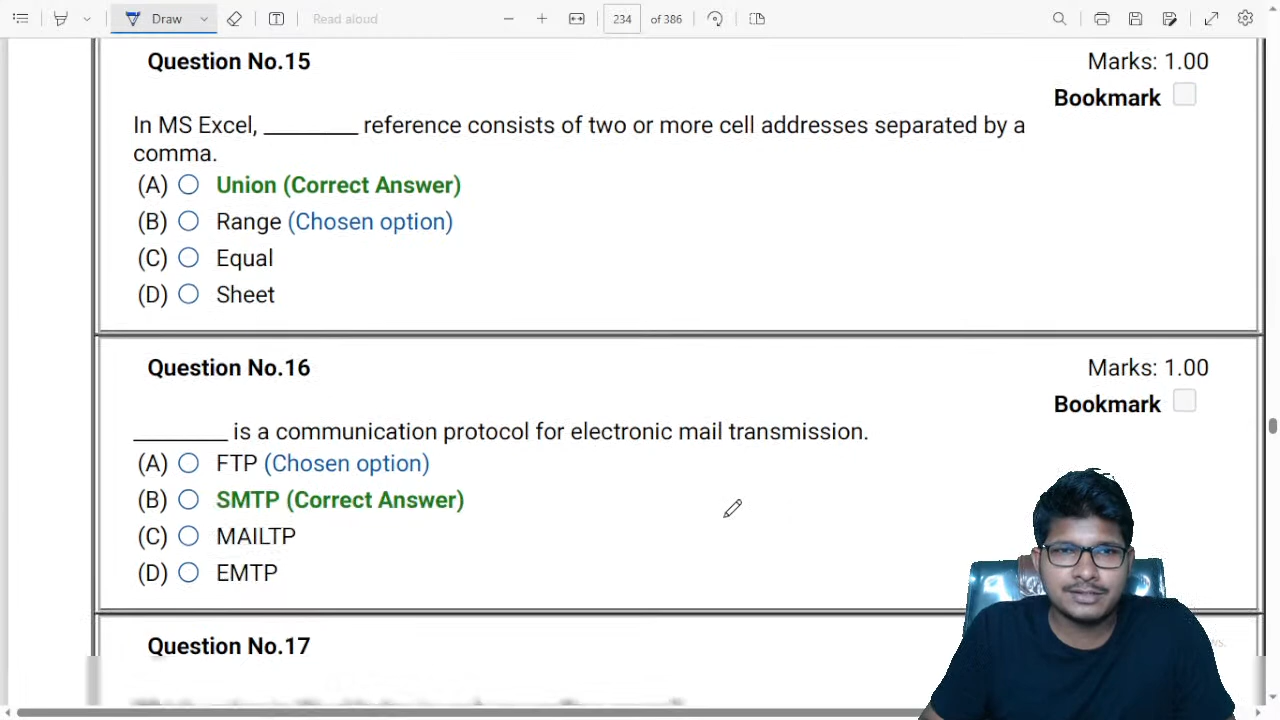 Draw
Read aloud
234 of 386
Question No.15
Marks: 1.00
Bookmark
In MS Excel, ________ reference consists of two or more cell addresses separated by a
comma.
(A) Union (Correct Answer)
(B) Range (Chosen option)
(C) Equal
(D) Sheet
Question No.16
Marks: 1.00
Bookmark
________ is a communication protocol for electronic mail transmission.
(A) FTP (Chosen option)
(B) SMTP (Correct Answer)
(C) MAILTP
(D) EMTP
Question No.17